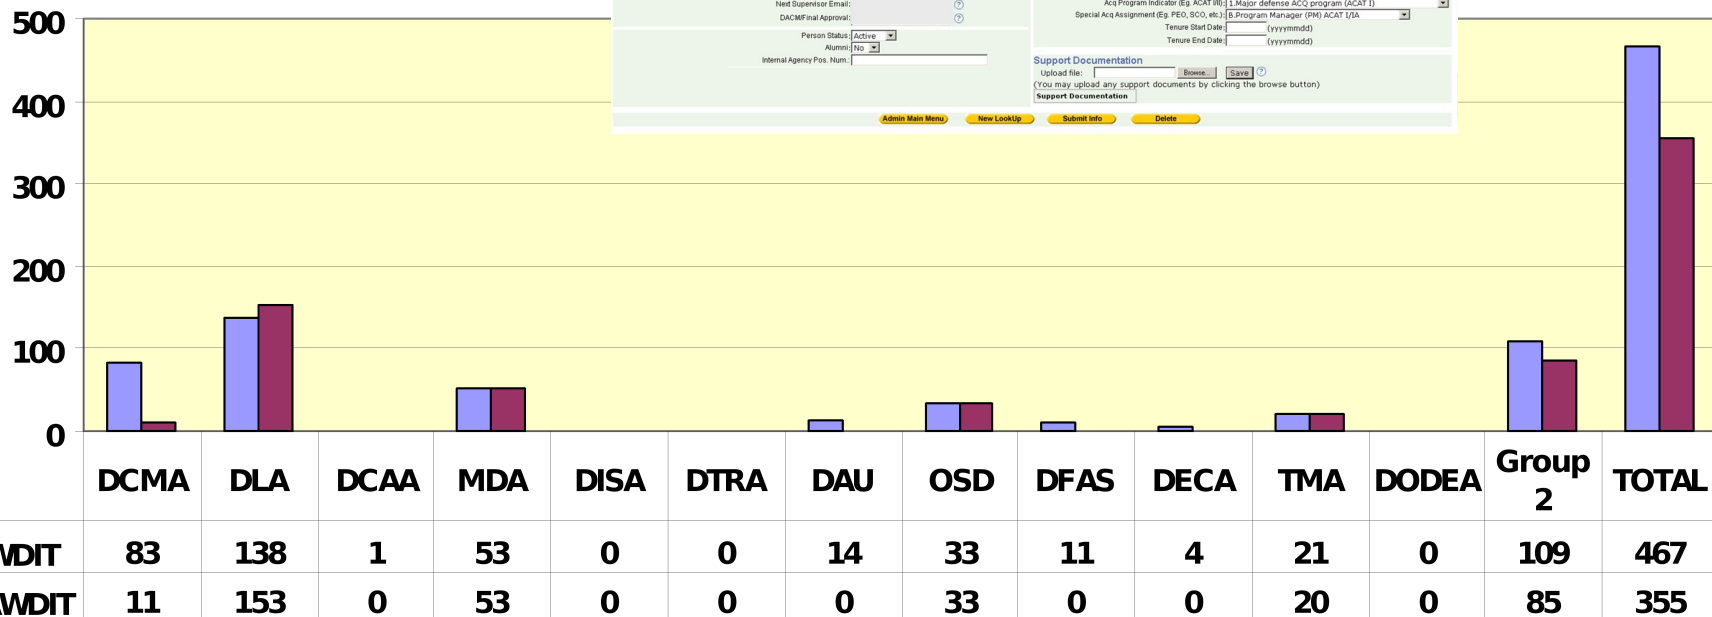 Next Supervisor Email:
DACM/Final Approval:
Person Status: Active
Alumni: No
Internal Agency Pos. Num.:
Acq Program Indicator (Eg. ACAT I/II): 1.Major defense ACQ program (ACAT I)
Special Acq Assignment (Eg. PEO, SCO, etc.): B.Program Manager (PM) ACAT I/IA
Tenure Start Date: (yyyymmdd)
Tenure End Date: (yyyymmdd)
Support Documentation
Upload file: Browse... Save
(You may upload any support documents by clicking the browse button)
Support Documentation
Admin Main Menu New LookUp Submit Info Delete
500
400
300
200
100
0
DCMA DLA DCAA MDA DISA DTRA DAU OSD DFAS DECA TMA DODEA Group 2 TOTAL
WDIT 83 138 1 53 0 0 14 33 11 4 21 0 109 467
WDIT 11 153 0 53 0 0 0 33 0 0 20 0 85 355